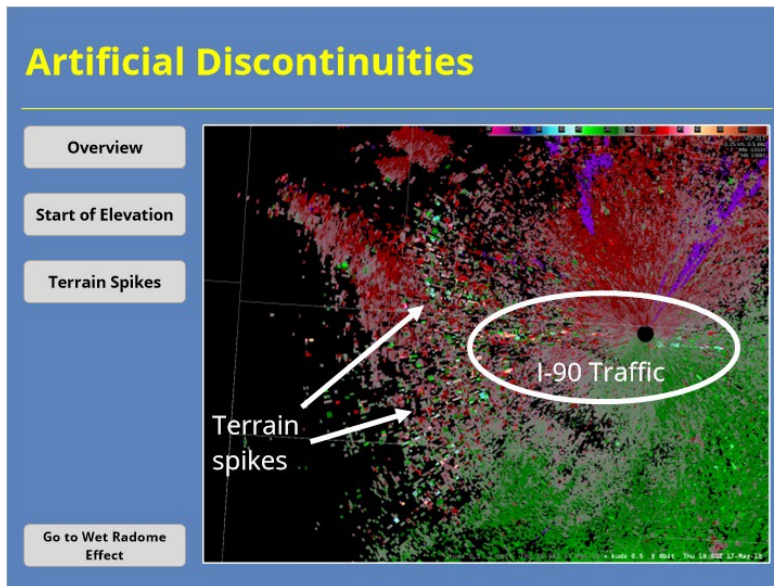 Artificial Discontinuities
Overview
Start of Elevation
Terrain Spikes
I-90 Traffic
Terrain
spikes
Go to Wet Radome
Effect